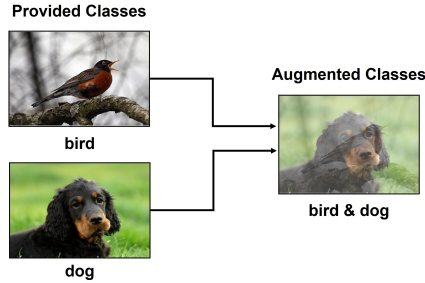 Provided Classes
bird
dog
Augmented Classes
bird & dog